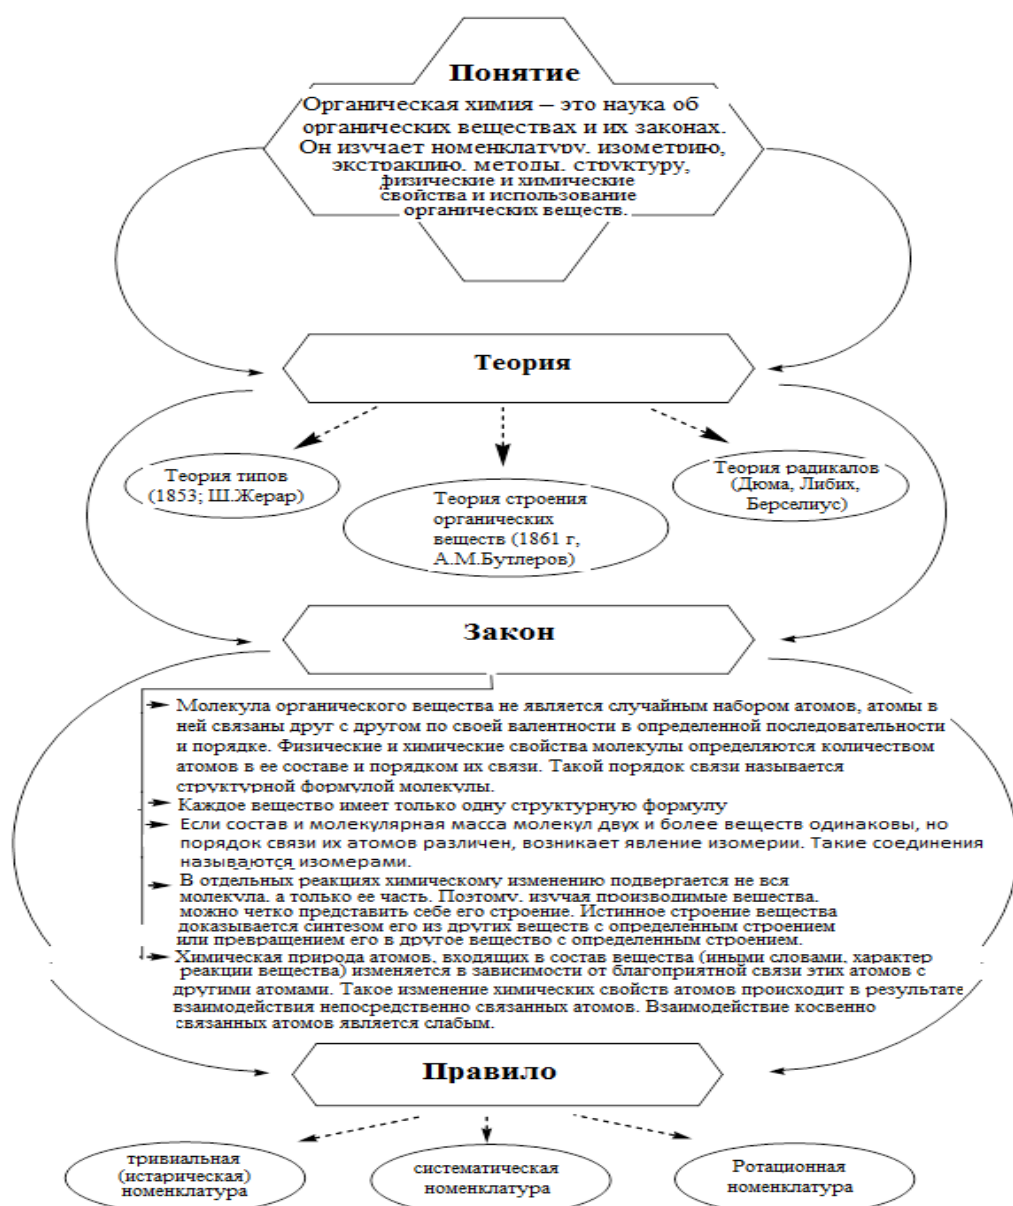 Понятие
Органическая химия – это наука об
органических веществах и их законах.
Он изучает номенклатуру, изометрию,
экстракцию, методы, структуру,
физические и химические
свойства и использование
органических веществ.
Теория
Теория типов
(1853; Ш.Жерар)
Теория строения
органических
веществ (1861 г,
А.М.Бутлеров)
Теория радикалов
(Дюма, Либих,
Берселиус)
Закон
Молекула органического вещества не является случайным набором атомов, атомы в
ней связаны друг с другом по своей валентности в определенной последовательности
и порядке. Физические и химические свойства молекулы определяются количеством
атомов в ее составе и порядком их связи. Такой порядок связи называется
структурной формулой молекулы.
Каждое вещество имеет только одну структурную формулу
Если состав и молекулярная масса молекул двух и более веществ одинаковы, но
порядок связи их атомов различен, возникает явление изомерии. Такие соединения
называются изомерами.
В отдельных реакциях химическому изменению подвергается не вся
молекула, а только ее часть. Поэтому, изучая производимые вещества,
можно четко представить себе его строение. Истинное строение вещества
доказывается синтезом его из других веществ с определенным строением
или превращением его в другое вещество с определенным строением.
Химическая природа атомов, входящих в состав вещества (иными словами, характер
реакции вещества) изменяется в зависимости от благоприятной связи этих атомов с
другими атомами. Такое изменение химических свойств атомов происходит в результате
взаимодействия непосредственно связанных атомов. Взаимодействие косвенно
связанных атомов является слабым.
Правило
тривиальная
(истарическая)
номенклатура
систематическая
номенклатура
Ротационная
номенклатура